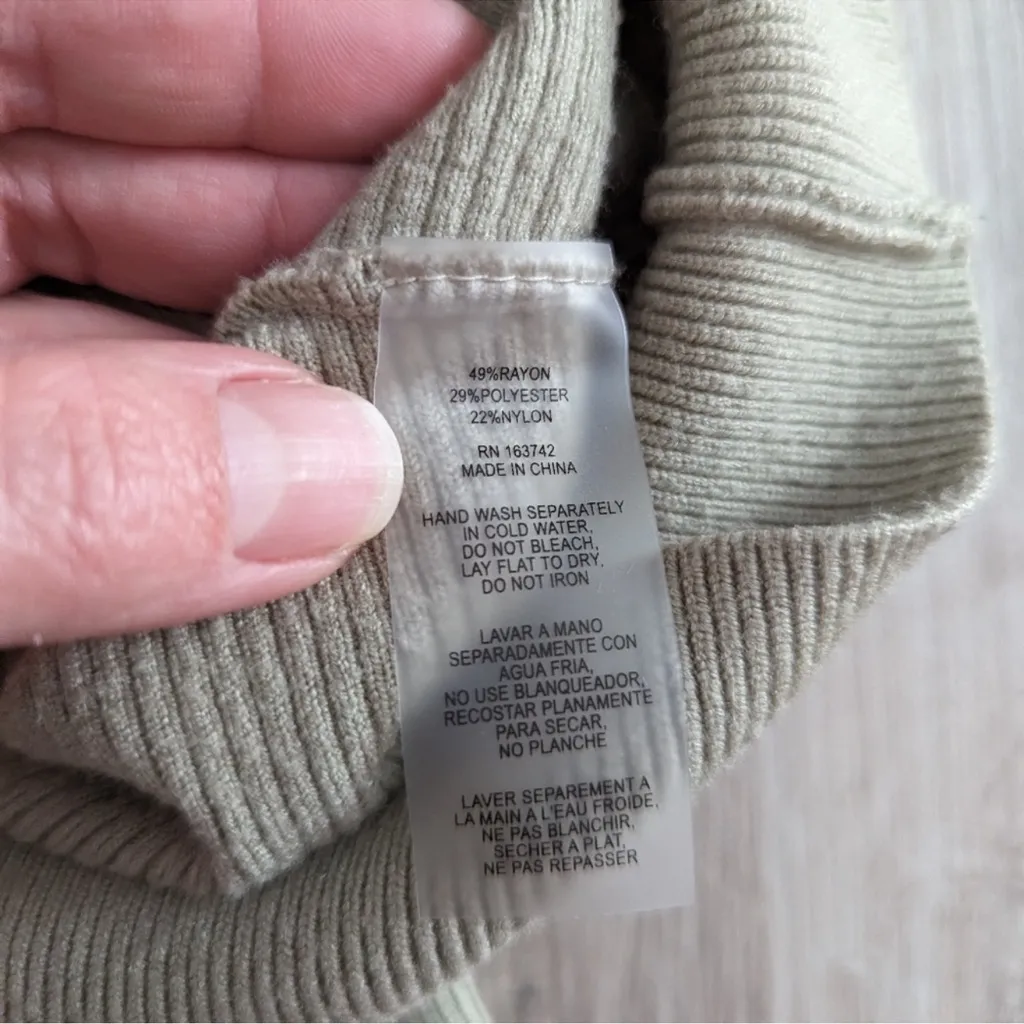 49%RAYON
29%POLYESTER
22%NYLON
RN 163742
MADE IN CHINA
HAND WASH SEPARATELY
IN COLD WATER,
DO NOT BLEACH,
LAY FLAT TO DRY,
DO NOT IRON
LAVAR A MANO
SEPARADAMENTE CON
AGUA FRIA,
NO USE BLANQUEADOR,
RECOSTAR PLANAMENTE
PARA SECAR,
NO PLANCHE
LAVER SEPAREMENT A
LA MAIN A L'EAU FROIDE,
NE PAS BLANCHIR,
SECHER A PLAT,
NE PAS REPASSER